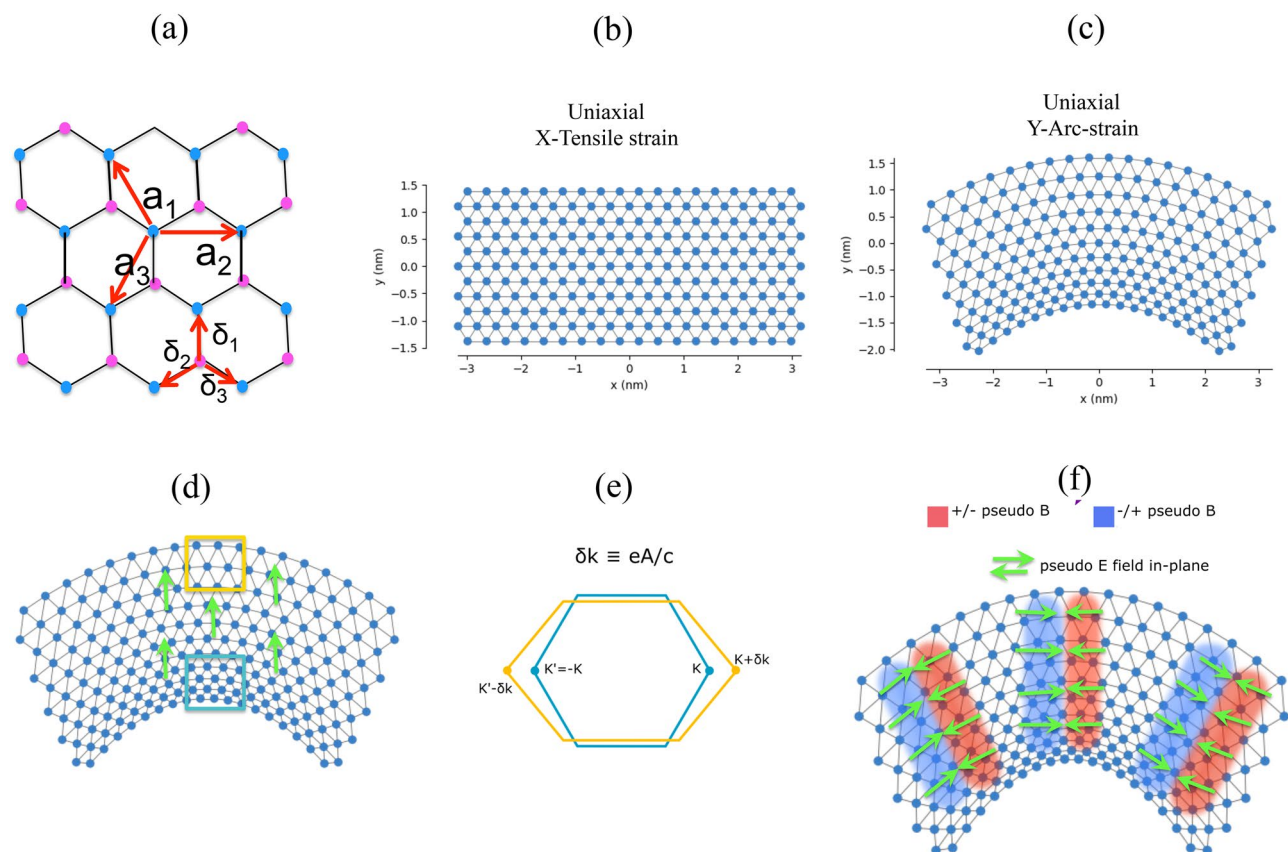 (a)
(b)
(c)
a1
a2
a3
δ1
δ2
δ3
Uniaxial
X-Tensile strain
1.5
1.0
0.5
0.0
−0.5
−1.0
−1.5
y (nm)
−3 −2 −1 0 1 2 3
x (nm)
Uniaxial
Y-Arc-strain
1.5
1.0
0.5
0.0
−0.5
−1.0
−1.5
−2.0
y (nm)
−3 −2 −1 0 1 2 3
x (nm)
(d)
(e)
(f)
δk ≡ eA/c
K'=-K
K
K+δk
K'-δk
+/- pseudo B
-/+ pseudo B
pseudo E field in-plane